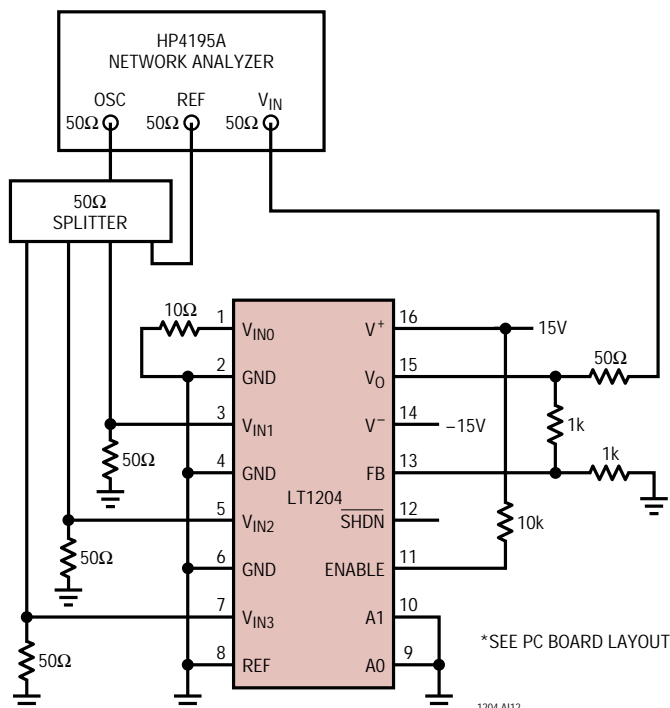 HP4195A
NETWORK ANALYZER
OSC REF VIN
50Ω 50Ω 50Ω
50Ω
SPLITTER
10Ω
1 VIN0 V+ 16 15V
2 GND VO 15 50Ω
3 VIN1 V− 14 −15V
1k
50Ω
1k
4 GND FB 13
LT1204
5 VIN2 SHDN 12
10k
50Ω
6 GND ENABLE 11
7 VIN3 A1 10
*SEE PC BOARD LAYOUT
50Ω
8 REF A0 9
1204 AI12